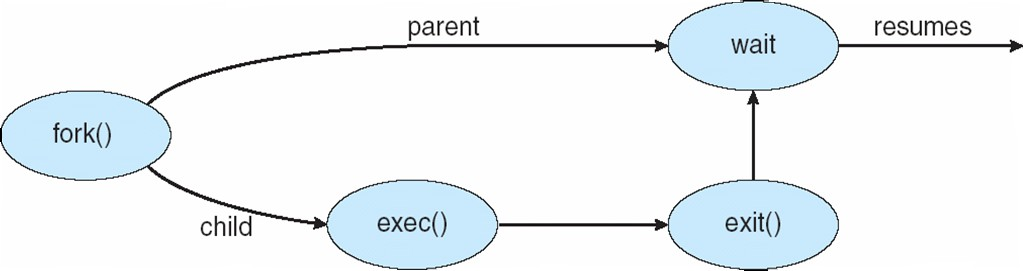 parent
wait
resumes
fork()
child
exec()
exit()